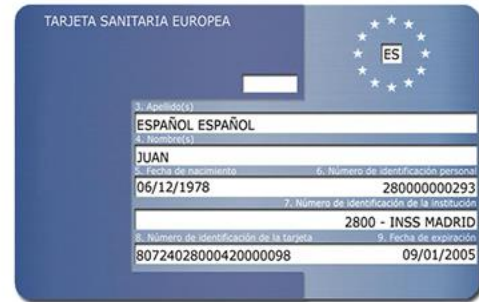 TARJETA SANITARIA EUROPEA
ES
3. Apellido(s)
ESPAÑOL ESPAÑOL
4. Nombre(s)
JUAN
5. Fecha de nacimiento 6. Número de identificación personal
06/12/1978 280000000293
7. Número de identificación de la institución
2800 - INSS MADRID
8. Número de identificación de la tarjeta 9. Fecha de expiración
80724028000420000098 09/01/2005